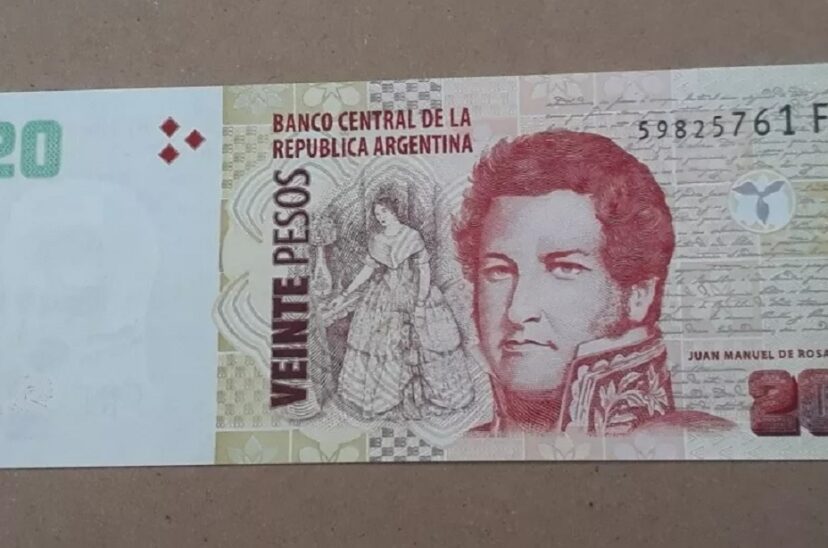 20
BANCO CENTRAL DE LA
REPUBLICA ARGENTINA
VEINTE PESOS
59825761 F
JUAN MANUEL DE ROSA
20